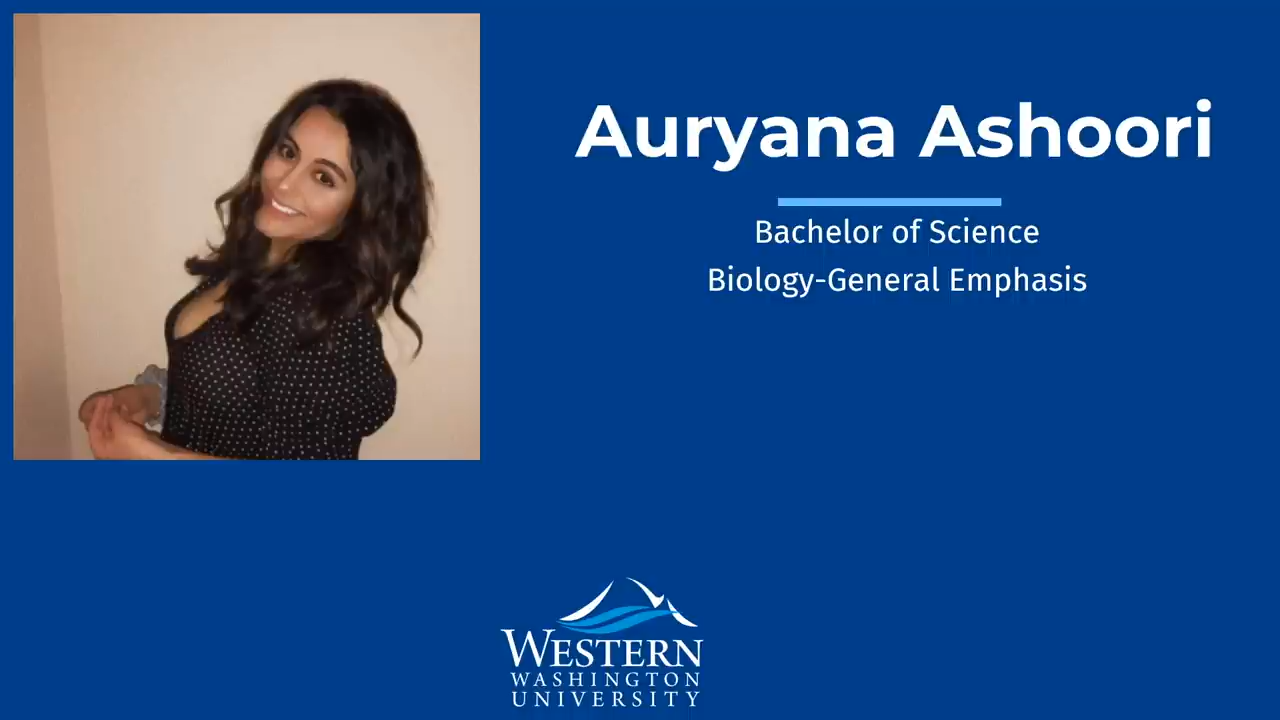 Auryana Ashoori
Bachelor of Science
Biology-General Emphasis
WESTERN
WASHINGTON
UNIVERSITY